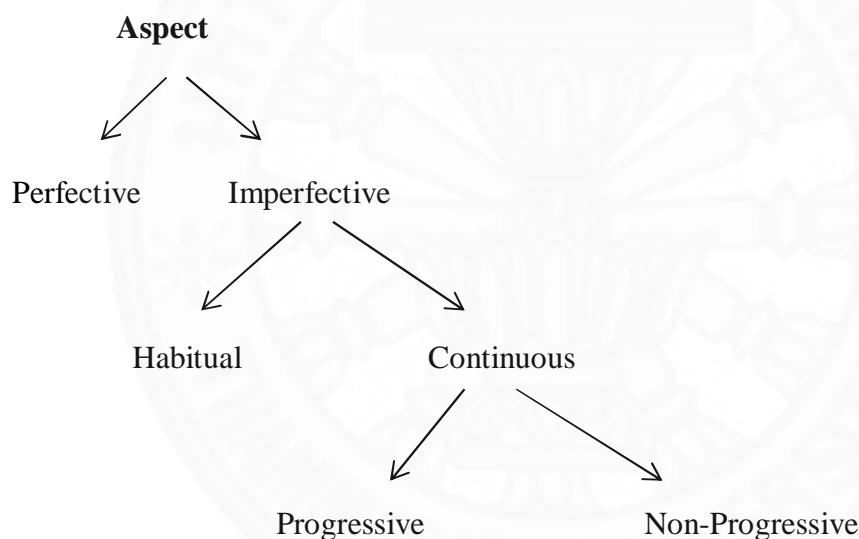 Aspect
Perfective Imperfective
Habitual Continuous
Progressive Non-Progressive